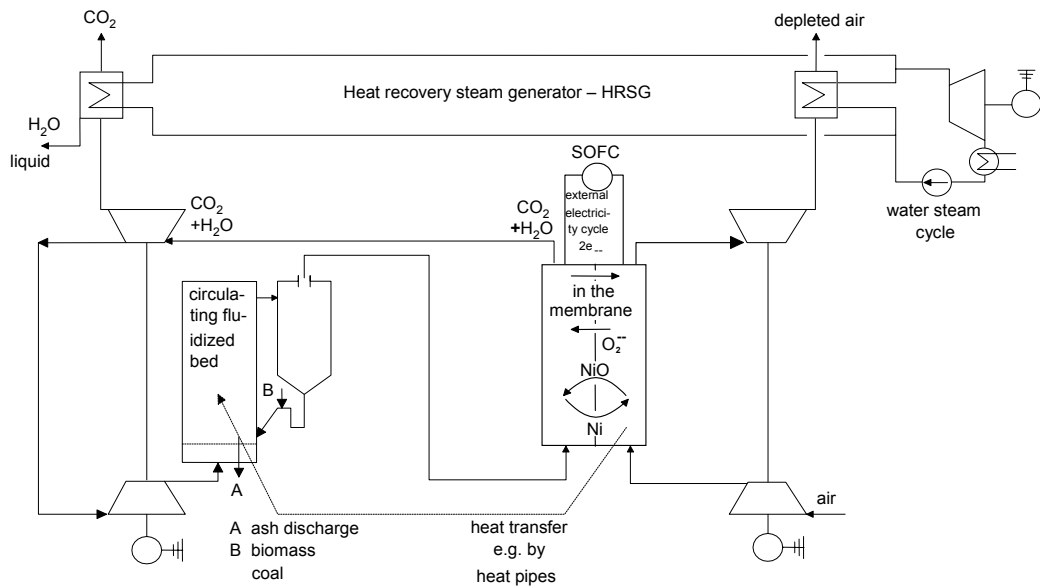 CO2
depleted air
Heat recovery steam generator – HRSG
H2O
liquid
SOFC
CO2
+H2O
CO2
+H2O
external
electrici-
ty cycle
2e--
water steam
cycle
circula-
ting flu-
idized
bed
in the
membrane
O2--
B
NiO
Ni
A
air
A ash discharge
B biomass
coal
heat transfer
e.g. by
heat pipes